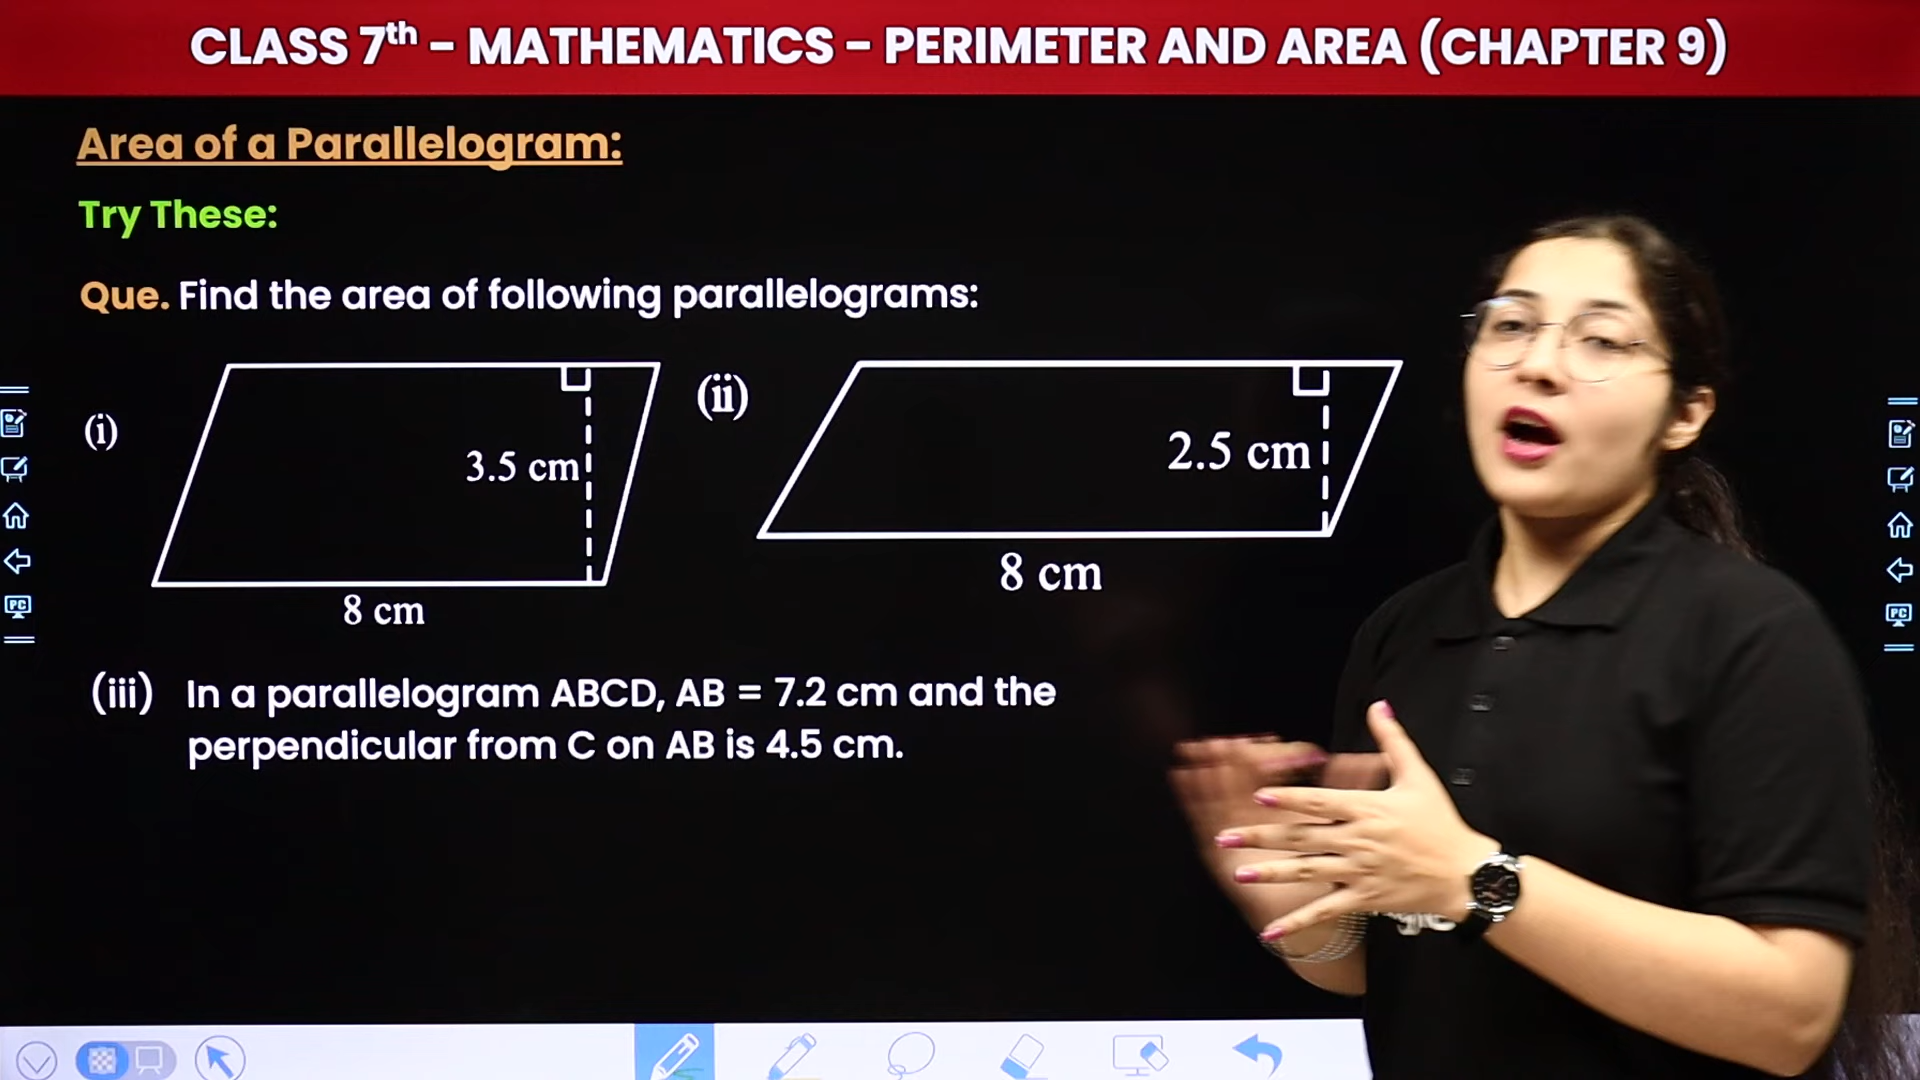 CLASS 7th – MATHEMATICS – PERIMETER AND AREA (CHAPTER 9)
Area of a Parallelogram:
Try These:
Que. Find the area of following parallelograms:
(i)
3.5 cm
8 cm
(ii)
2.5 cm
8 cm
(iii) In a parallelogram ABCD, AB = 7.2 cm and the
perpendicular from C on AB is 4.5 cm.
PC
PC